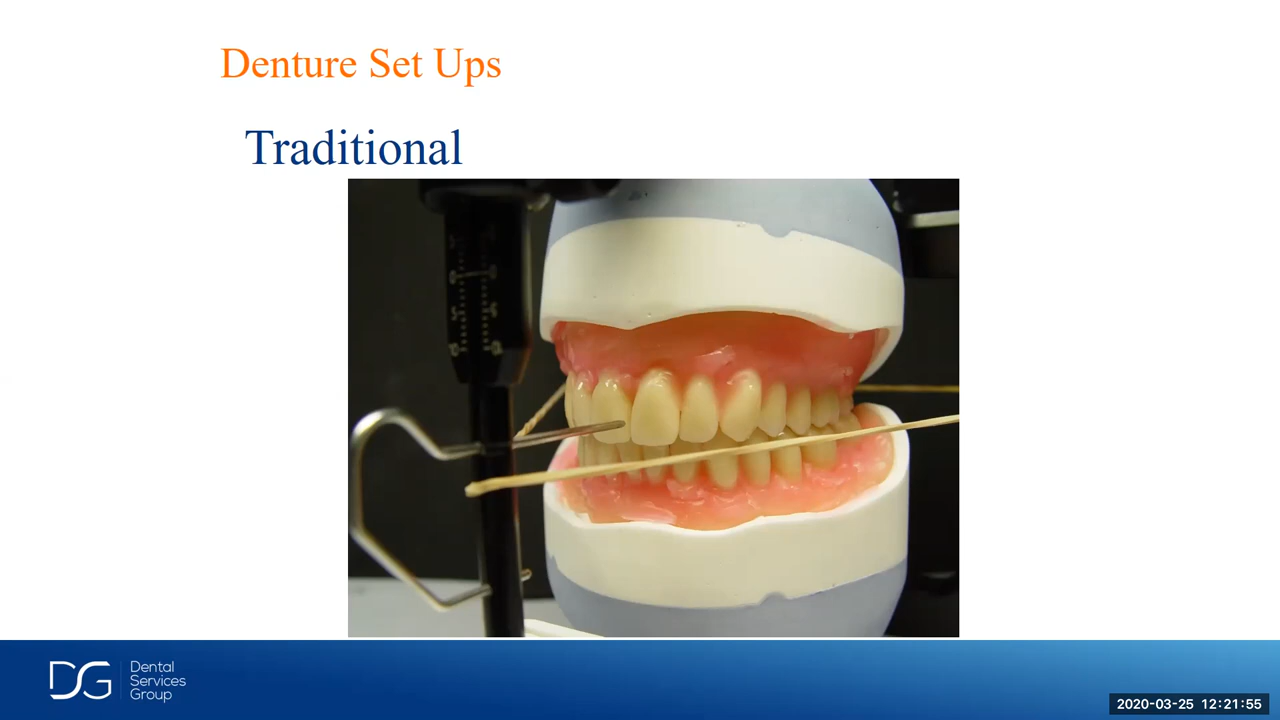 Denture Set Ups
Traditional
DG
Dental
Services
Group
2020-03-25 12:21:55